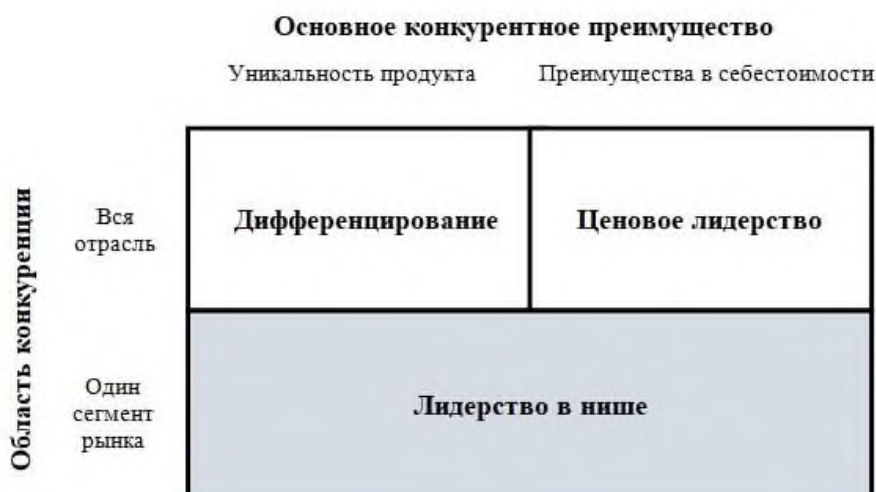 Основное конкурентное преимущество
Уникальность продукта
Преимущества в себестоимости
Область конкуренции
Вся
отрасль
Дифференцирование
Ценовое лидерство
Один
сегмент
рынка
Лидерство в нише